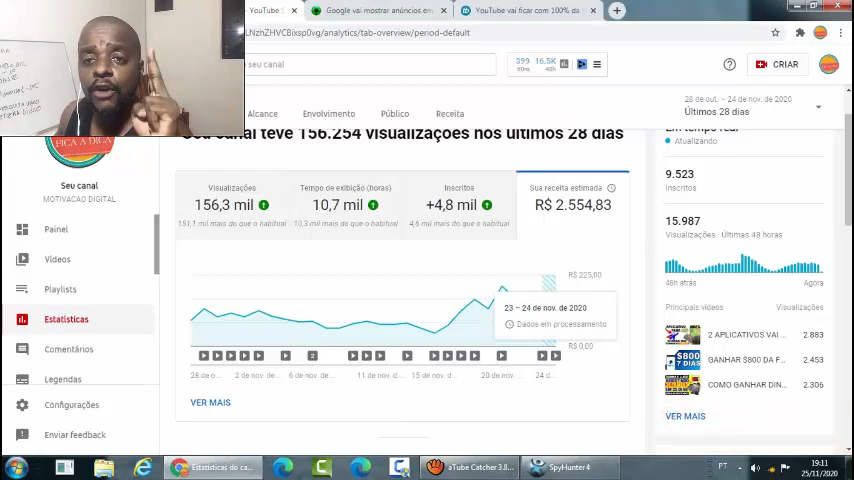 YouTube S
Google vai mostrar anúncios em
YouTube vai ficar com 100% da
LNzhZHVCBixsp0vg/analytics/tab-overview/period-default
seu canal
399 16.5K
60m 48h
CRIAR
Alcance Envolvimento Público Receita
28 de out. – 24 de nov. de 2020
Últimos 28 dias
Seu canal teve 156.254 visualizações nos últimos 28 dias
FICA A DICA
Seu canal
MOTIVACAO DIGITAL
Painel
Vídeos
Playlists
Estatísticas
Comentários
Legendas
Configurações
Enviar feedback
Visualizações
156,3 mil
151,1 mil mais do que o habitual
Tempo de exibição (horas)
10,7 mil
10,3 mil mais do que o habitual
Inscritos
+4,8 mil
4,6 mil mais do que o habitual
Sua receita estimada
R$ 2.554,83
R$ 225,00
23 – 24 de nov. de 2020
Dados em processamento
R$ 0,00
2
28 de o... 2 de nov. de... 6 de nov. de... 11 de nov. de... 15 de nov. de... 20 de nov. ... 24 d...
VER MAIS
Em tempo real
Atualizando
9.523
Inscritos
15.987
Visualizações · Últimas 48 horas
48h atrás Agora
Principais vídeos Visualizações
2 APLICATIVOS VAI ... 2.883
GANHAR $800 DA F... 2.453
COMO GANHAR DIN... 2.306
VER MAIS
$800
7 DIAS
Estatísticas do ca...
aTube Catcher 3.8...
SpyHunter 4
PT
19:11
25/11/2020